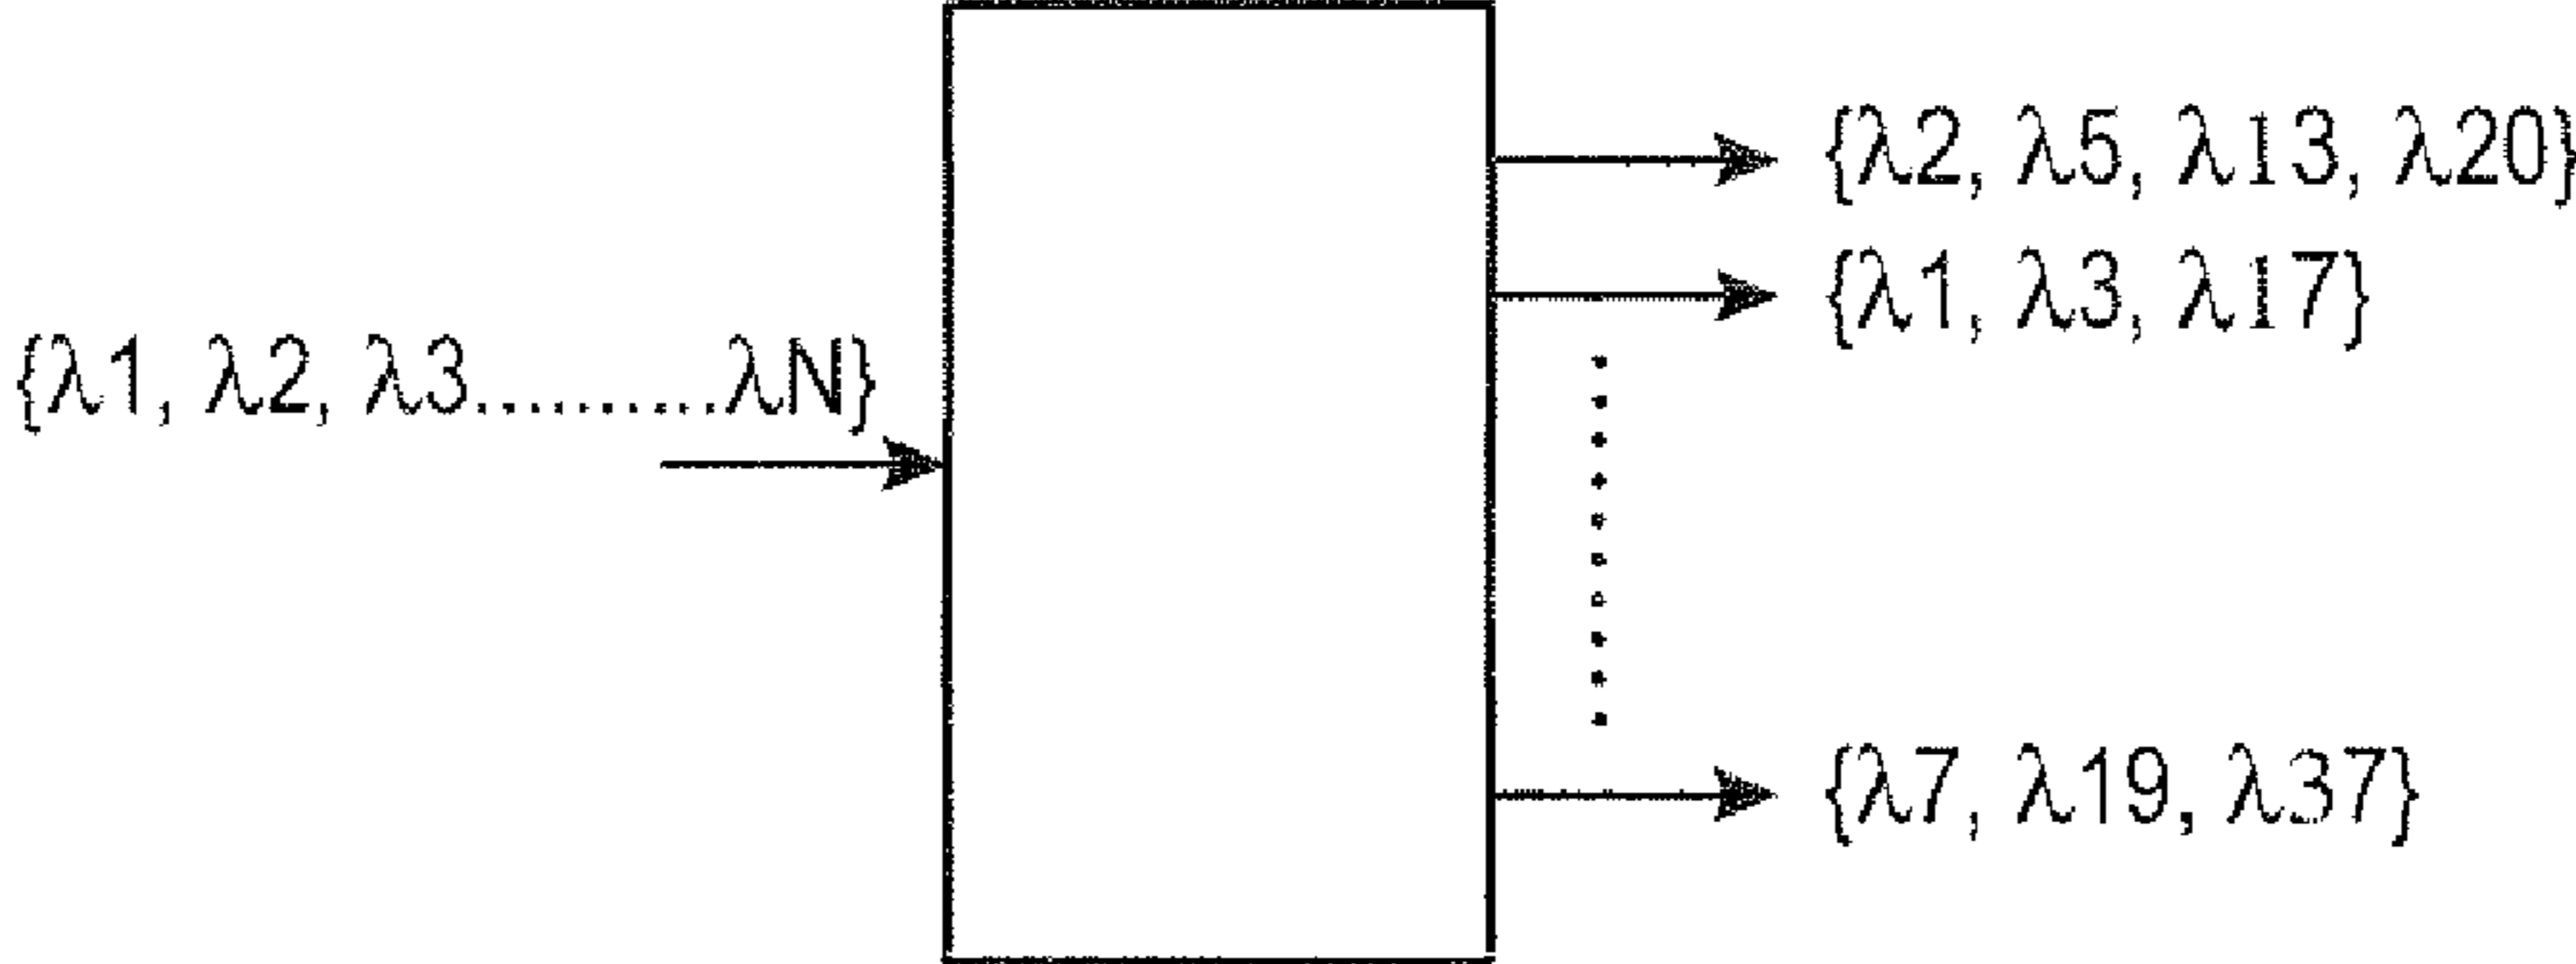 {λ2, λ5, λ13, λ20}
{λ1, λ3, λ17}
{λ1, λ2, λ3..........λN}
{λ7, λ19, λ37}